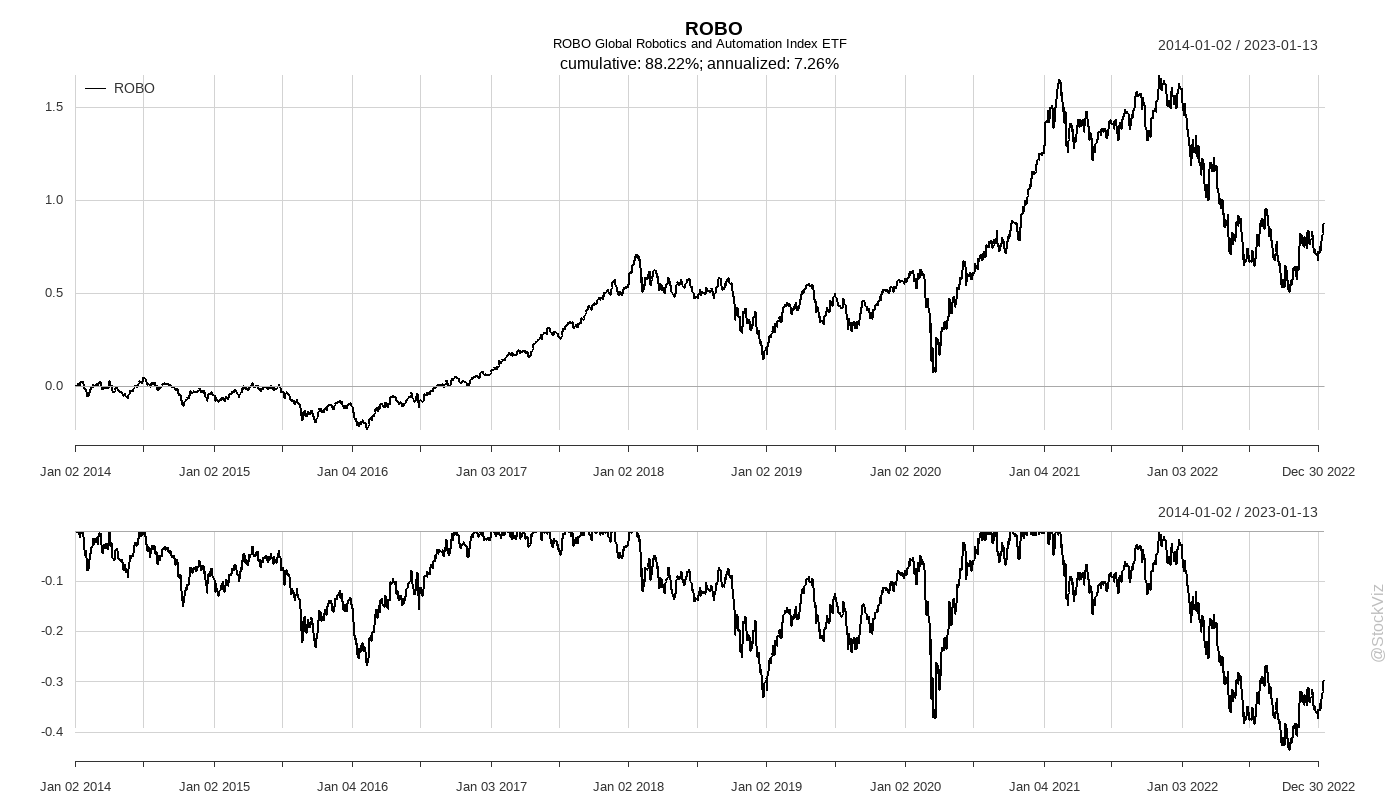 ROBO
ROBO Global Robotics and Automation Index ETF
2014-01-02 / 2023-01-13
cumulative: 88.22%; annualized: 7.26%
ROBO
1.5
1.0
0.5
0.0
Jan 02 2014 Jan 02 2015 Jan 04 2016 Jan 03 2017 Jan 02 2018 Jan 02 2019 Jan 02 2020 Jan 04 2021 Jan 03 2022 Dec 30 2022
2014-01-02 / 2023-01-13
-0.1
-0.2
-0.3
-0.4
Jan 02 2014 Jan 02 2015 Jan 04 2016 Jan 03 2017 Jan 02 2018 Jan 02 2019 Jan 02 2020 Jan 04 2021 Jan 03 2022 Dec 30 2022
@StockViz